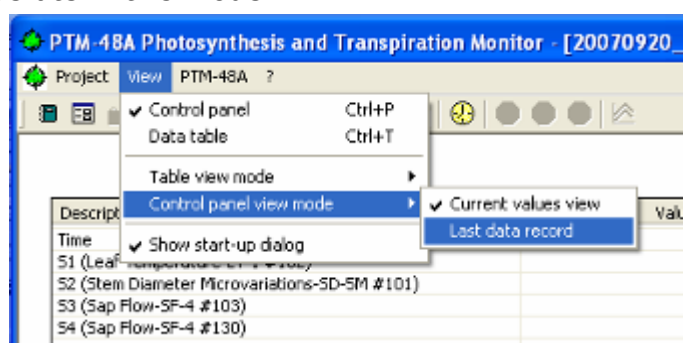 PTM-48A Photosynthesis and Transpiration Monitor - [20070920_
Project View PTM-48A ?
Control panel Ctrl+P
Data table Ctrl+T
Table view mode
Control panel view mode
Current values view
Last data record
Show start-up dialog
Descript Valu
Time
S1 (Leaf
S2 (Stem Diameter Microvariations-SD-5M #101)
S3 (Sap Flow-SF-4 #103)
S4 (Sap Flow-SF-4 #130)